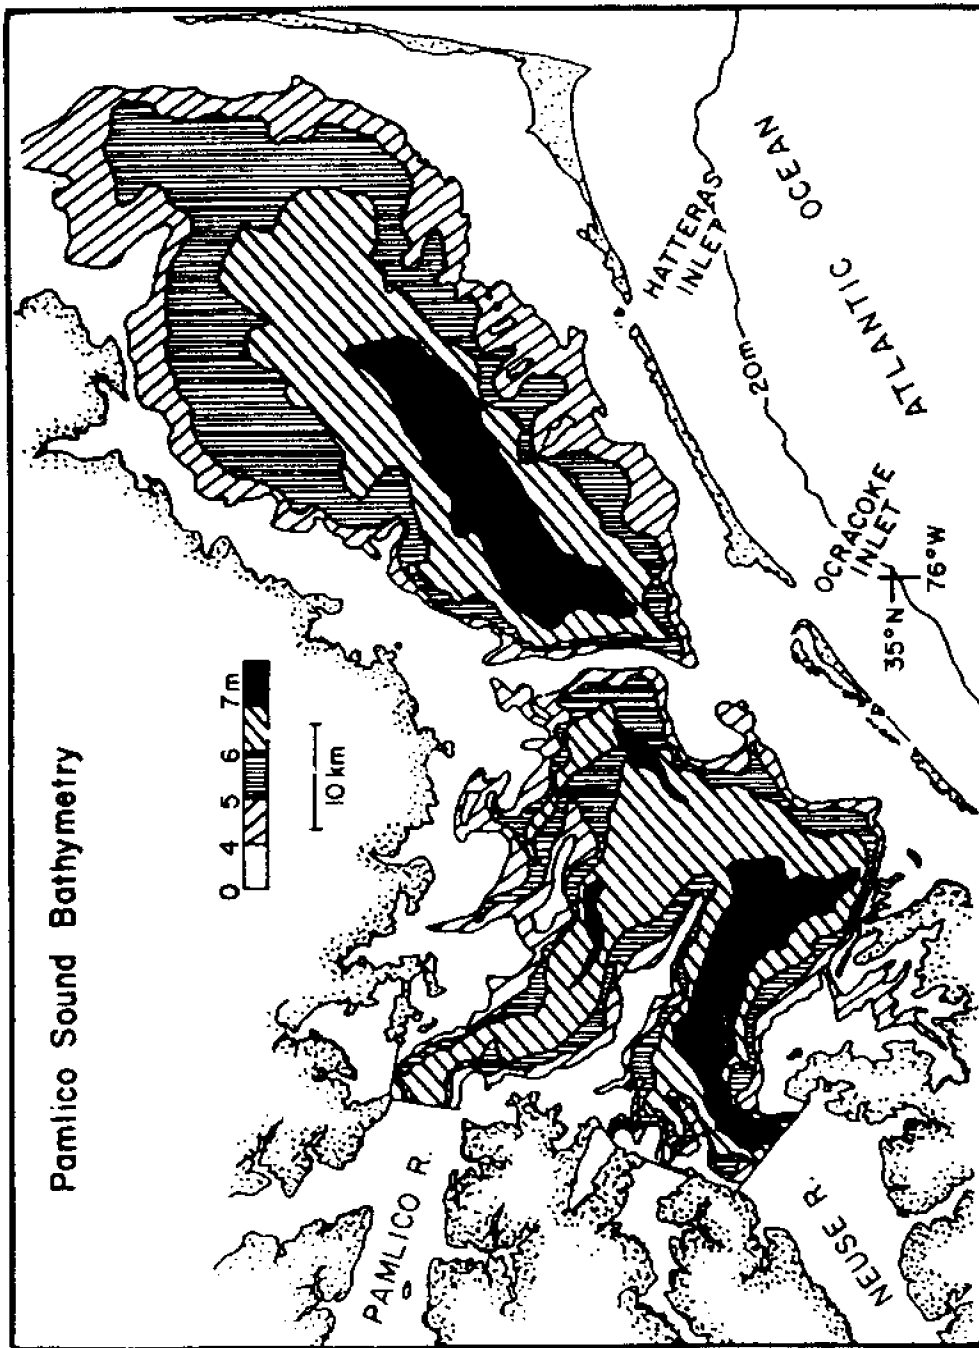 Pamlico Sound Bathymetry
0 4 5 6 7m
10 km
PAMLICO R.
NEUSE R.
HATTERAS
INLET
OCRACOKE
INLET
ATLANTIC OCEAN
20m
35°N
76°W